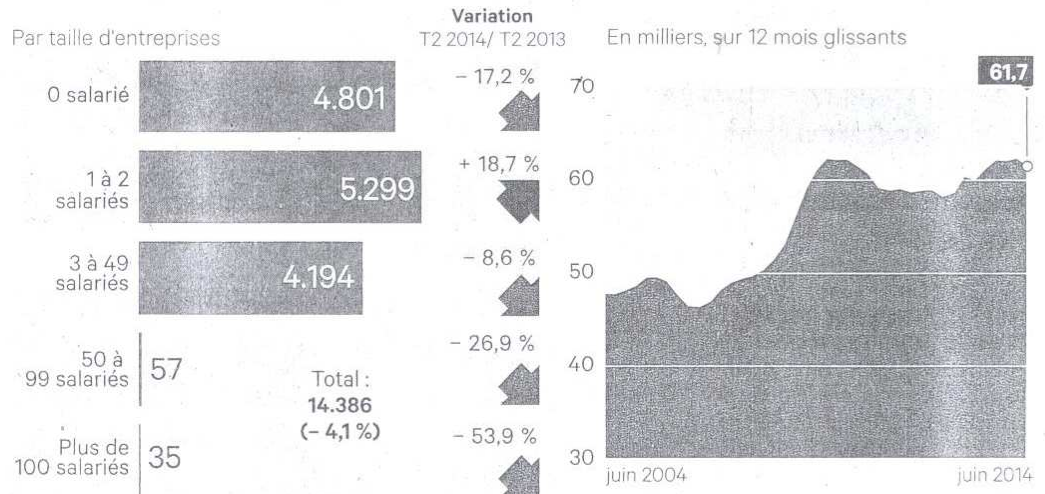 Par taille d'entreprises
Variation
T2 2014/ T2 2013
0 salarié
4.801
– 17,2 %
1 à 2
salariés
5.299
+ 18,7 %
3 à 49
salariés
4.194
– 8,6 %
50 à
99 salariés
57
– 26,9 %
Plus de
100 salariés
35
– 53,9 %
Total :
14.386
(– 4,1 %)
En milliers, sur 12 mois glissants
61,7
70
60
50
40
30
juin 2004
juin 2014